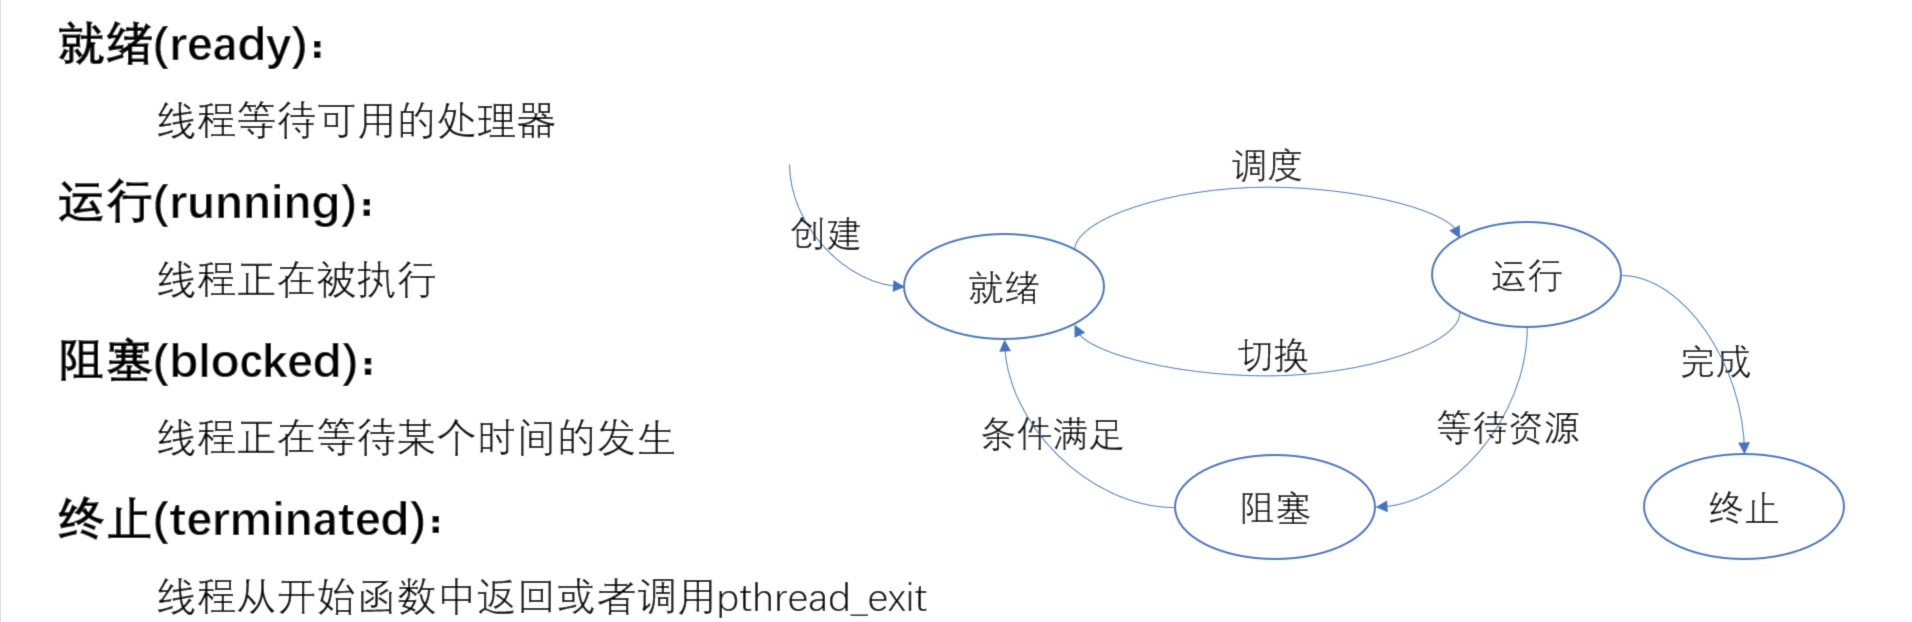 就绪(ready)：
线程等待可用的处理器
运行(running)：
线程正在被执行
阻塞(blocked)：
线程正在等待某个时间的发生
终止(terminated)：
线程从开始函数中返回或者调用pthread_exit
调度
创建
就绪
运行
切换
完成
条件满足
等待资源
阻塞
终止